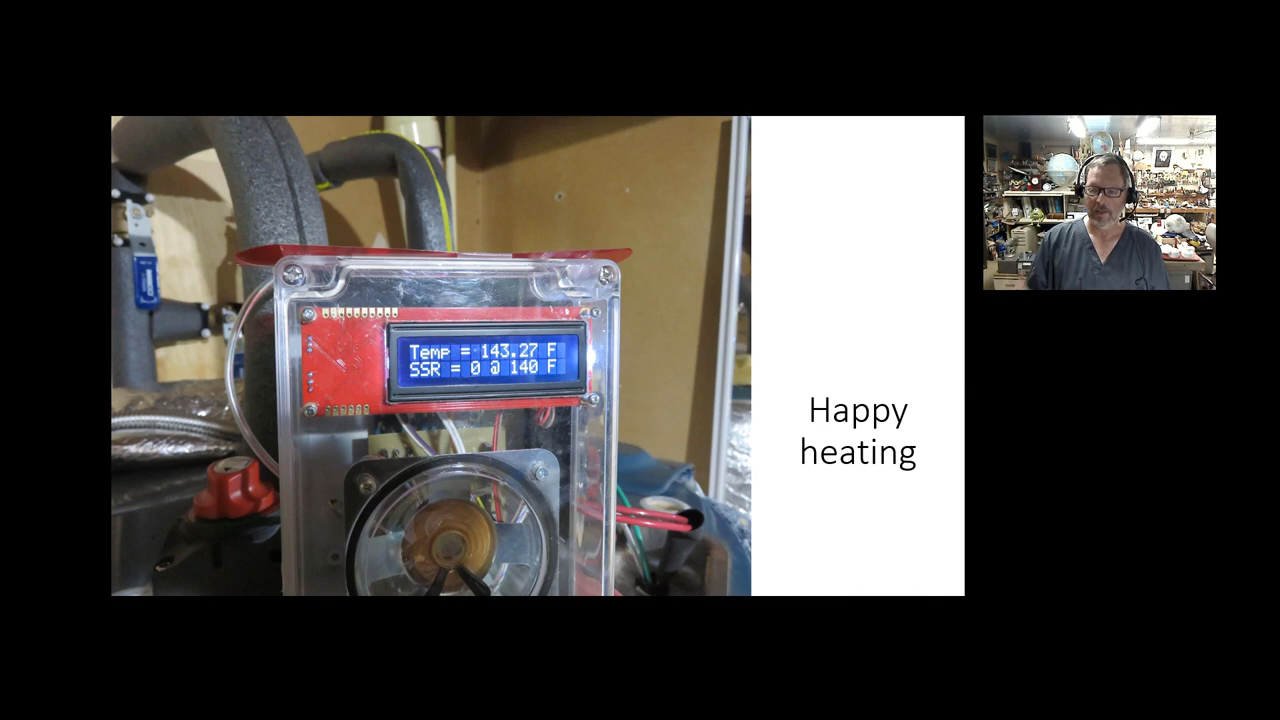 Temp = 143.27 F
SSR = 0 @ 140 F
Happy
heating